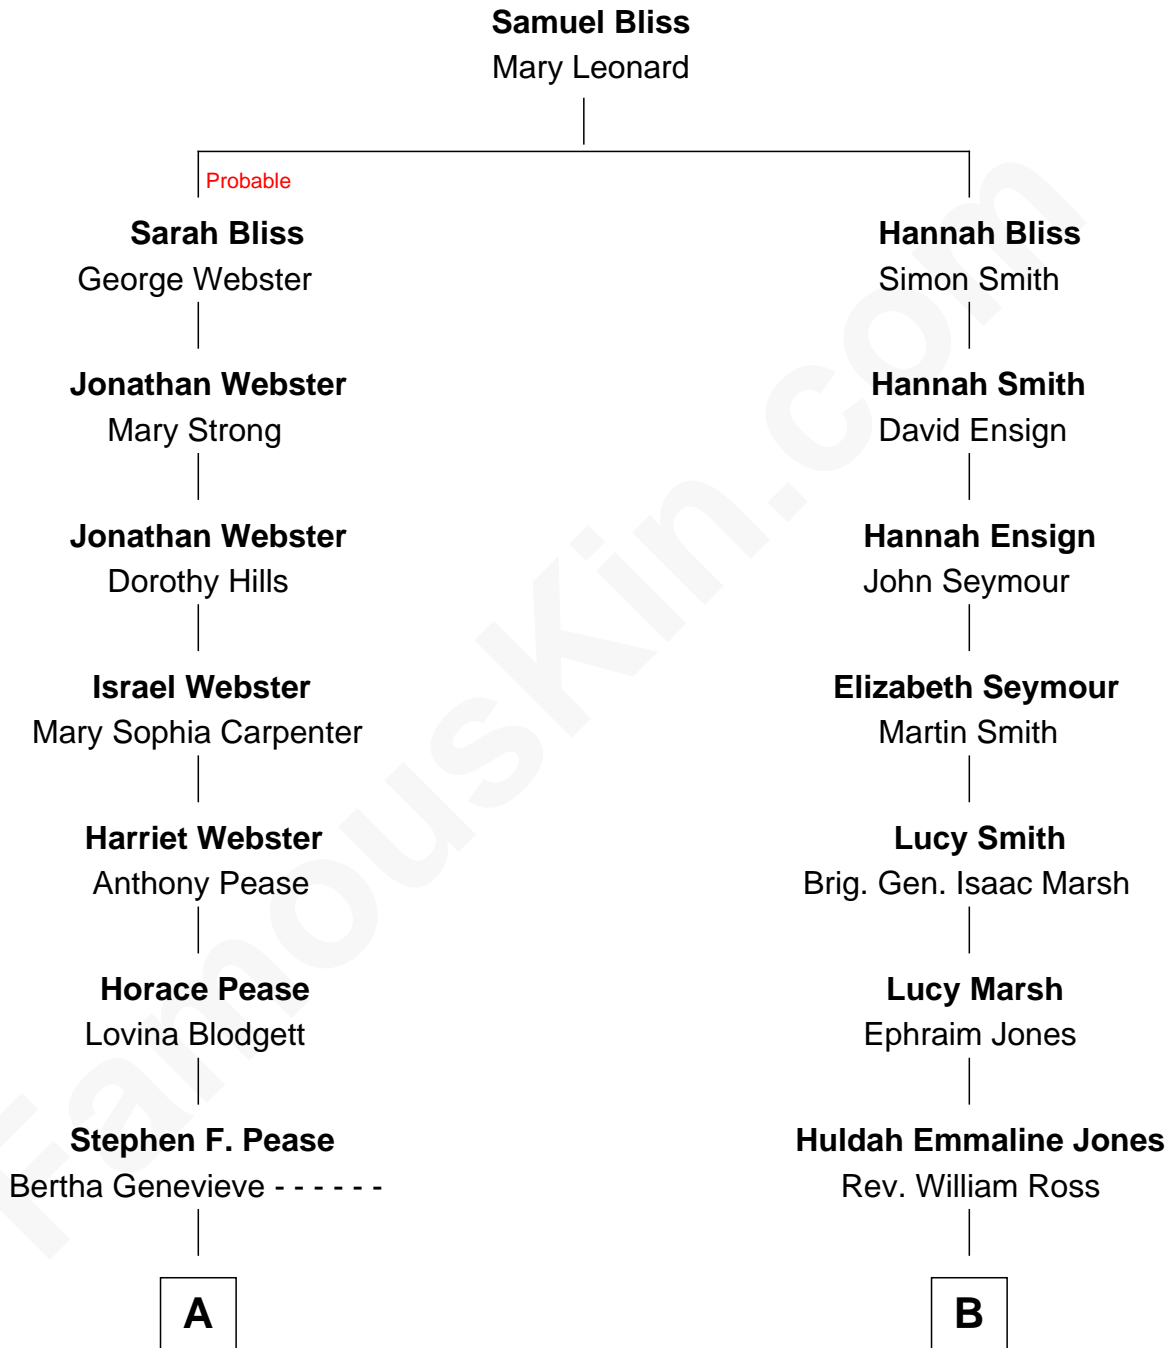 Samuel Bliss
Mary Leonard
Probable
Sarah Bliss
George Webster
Hannah Bliss
Simon Smith
Jonathan Webster
Mary Strong
Hannah Smith
David Ensign
Jonathan Webster
Dorothy Hills
Hannah Ensign
John Seymour
Israel Webster
Mary Sophia Carpenter
Elizabeth Seymour
Martin Smith
Harriet Webster
Anthony Pease
Lucy Smith
Brig. Gen. Isaac Marsh
Horace Pease
Lovina Blodgett
Lucy Marsh
Ephraim Jones
Stephen F. Pease
Bertha Genevieve - - - - - -
Huldah Emmaline Jones
Rev. William Ross
A
B
FamousKin.com